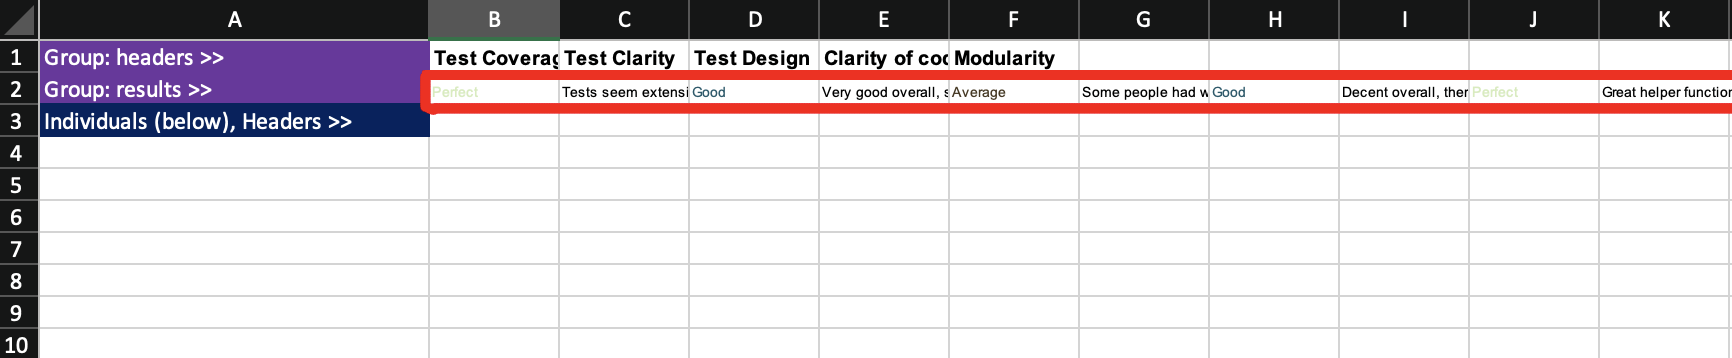 A B C D E F G H I J K
1 Group: headers >> Test Coverag Test Clarity Test Design Clarity of coc Modularity
2 Group: results >> Perfect Tests seem extensi Good Very good overall, s Average Some people had w Good Decent overall, ther Perfect Great helper function
3 Individuals (below), Headers >>
4
5
6
7
8
9
10